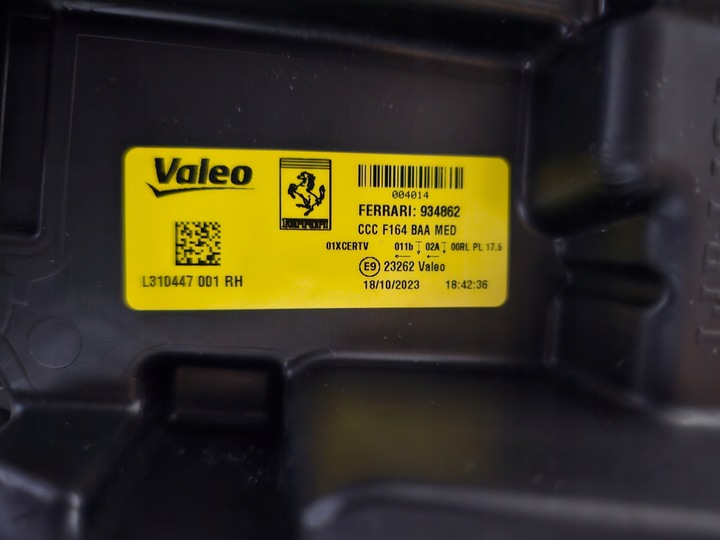 Valeo
Ferrari
004014
FERRARI: 934862
CCC F164 BAA MED
01XCERTV 011b 02A 00RL PL 17.5
E9 23262 Valeo
L310447 001 RH
18/10/2023 18:42:36